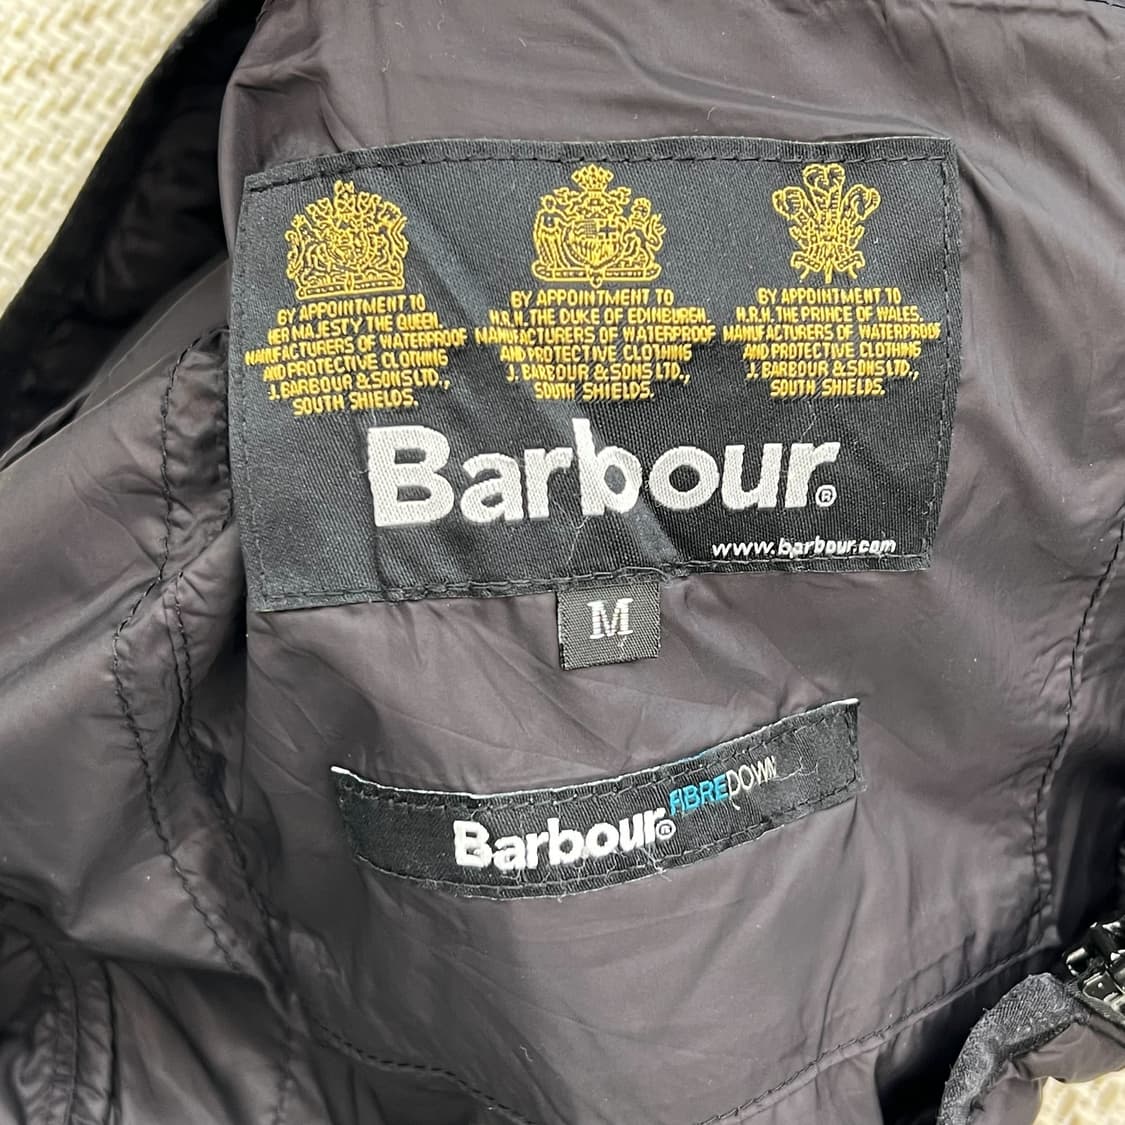 BY APPOINTMENT TO
HER MAJESTY THE QUEEN.
MANUFACTURERS OF WATERPROOF
AND PROTECTIVE CLOTHING
J. BARBOUR & SONS LTD.,
SOUTH SHIELDS.
BY APPOINTMENT TO
H.R.H. THE DUKE OF EDINBURGH.
MANUFACTURERS OF WATERPROOF
AND PROTECTIVE CLOTHING
J. BARBOUR & SONS LTD.,
SOUTH SHIELDS.
BY APPOINTMENT TO
H.R.H. THE PRINCE OF WALES.
MANUFACTURERS OF WATERPROOF
AND PROTECTIVE CLOTHING
J. BARBOUR & SONS LTD.,
SOUTH SHIELDS.
Barbour®
www.barbour.com
M
Barbour® FIBREDOWN